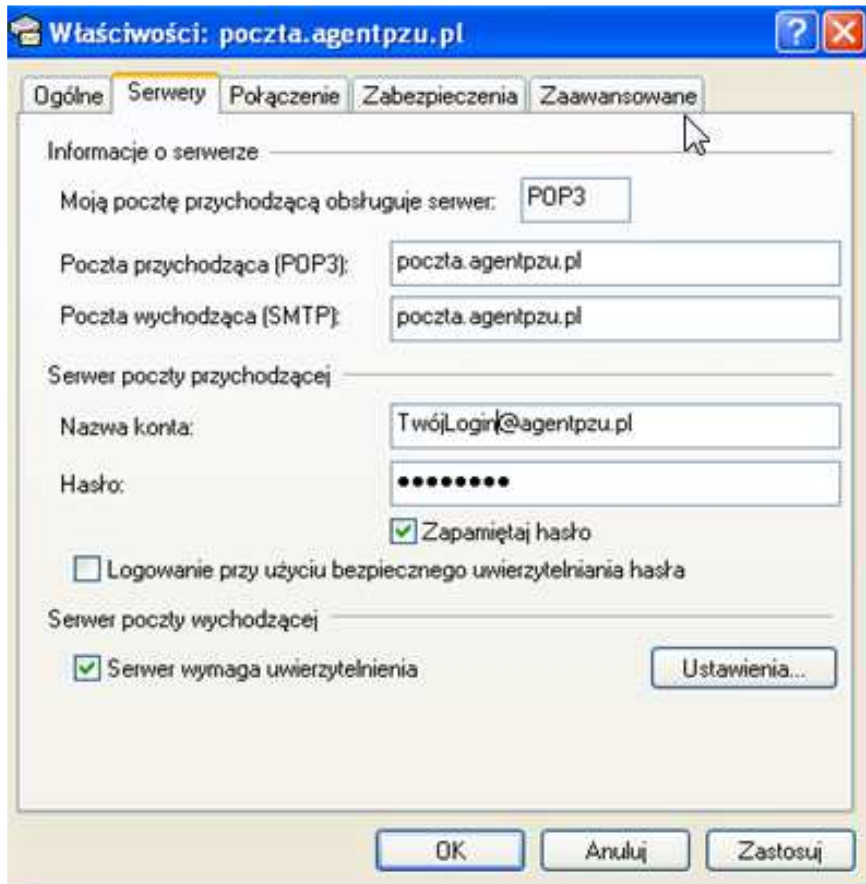 Właściwości: poczta.agentpzu.pl
Ogólne Serwery Połączenie Zabezpieczenia Zaawansowane
Informacje o serwerze
Moją pocztę przychodzącą obsługuje serwer: POP3
Poczta przychodząca (POP3): poczta.agentpzu.pl
Poczta wychodząca (SMTP): poczta.agentpzu.pl
Serwer poczty przychodzącej
Nazwa konta: TwójLogin@agentpzu.pl
Hasło: ●●●●●●●●●
Zapamiętaj hasło
Logowanie przy użyciu bezpiecznego uwierzytelniania hasła
Serwer poczty wychodzącej
Serwer wymaga uwierzytelnienia Ustawienia...
OK Anuluj Zastosuj